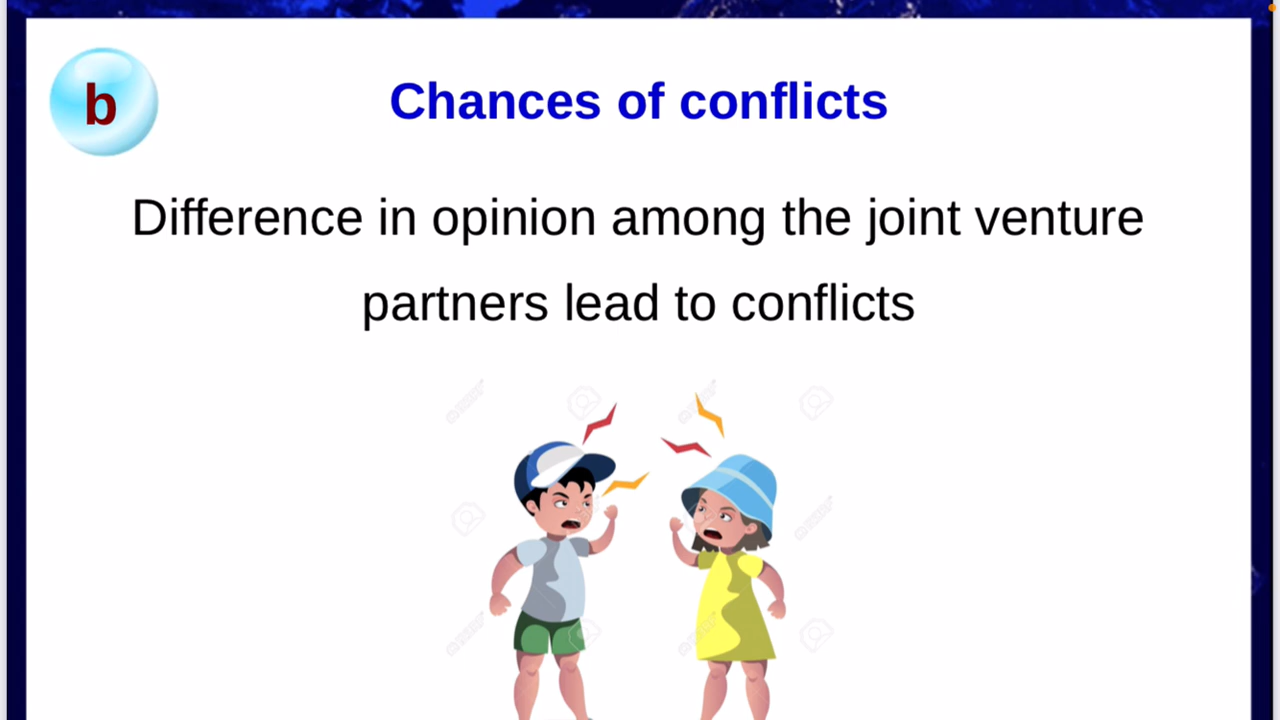 b
Chances of conflicts
Difference in opinion among the joint venture
partners lead to conflicts